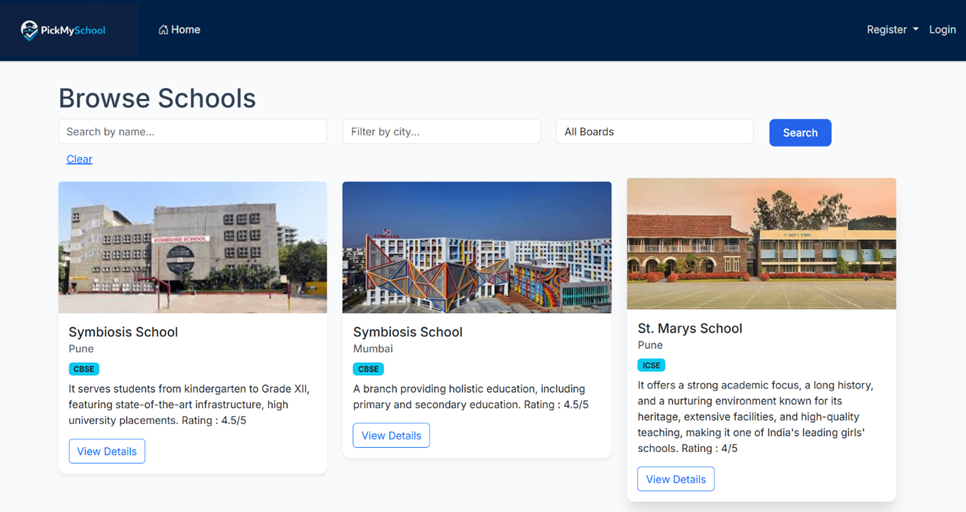 PickMySchool
Home
Register
Login
Browse Schools
Search by name...
Filter by city...
All Boards
Search
Clear
SYMBIOSIS SCHOOL
Symbiosis School
Pune
CBSE
It serves students from kindergarten to Grade XII,
featuring state-of-the-art infrastructure, high
university placements. Rating : 4.5/5
View Details
Symbiosis School
Mumbai
CBSE
A branch providing holistic education, including
primary and secondary education. Rating : 4.5/5
View Details
ST. MARY'S SCHOOL
St. Marys School
Pune
ICSE
It offers a strong academic focus, a long history,
and a nurturing environment known for its
heritage, extensive facilities, and high-quality
teaching, making it one of India's leading girls'
schools. Rating : 4/5
View Details